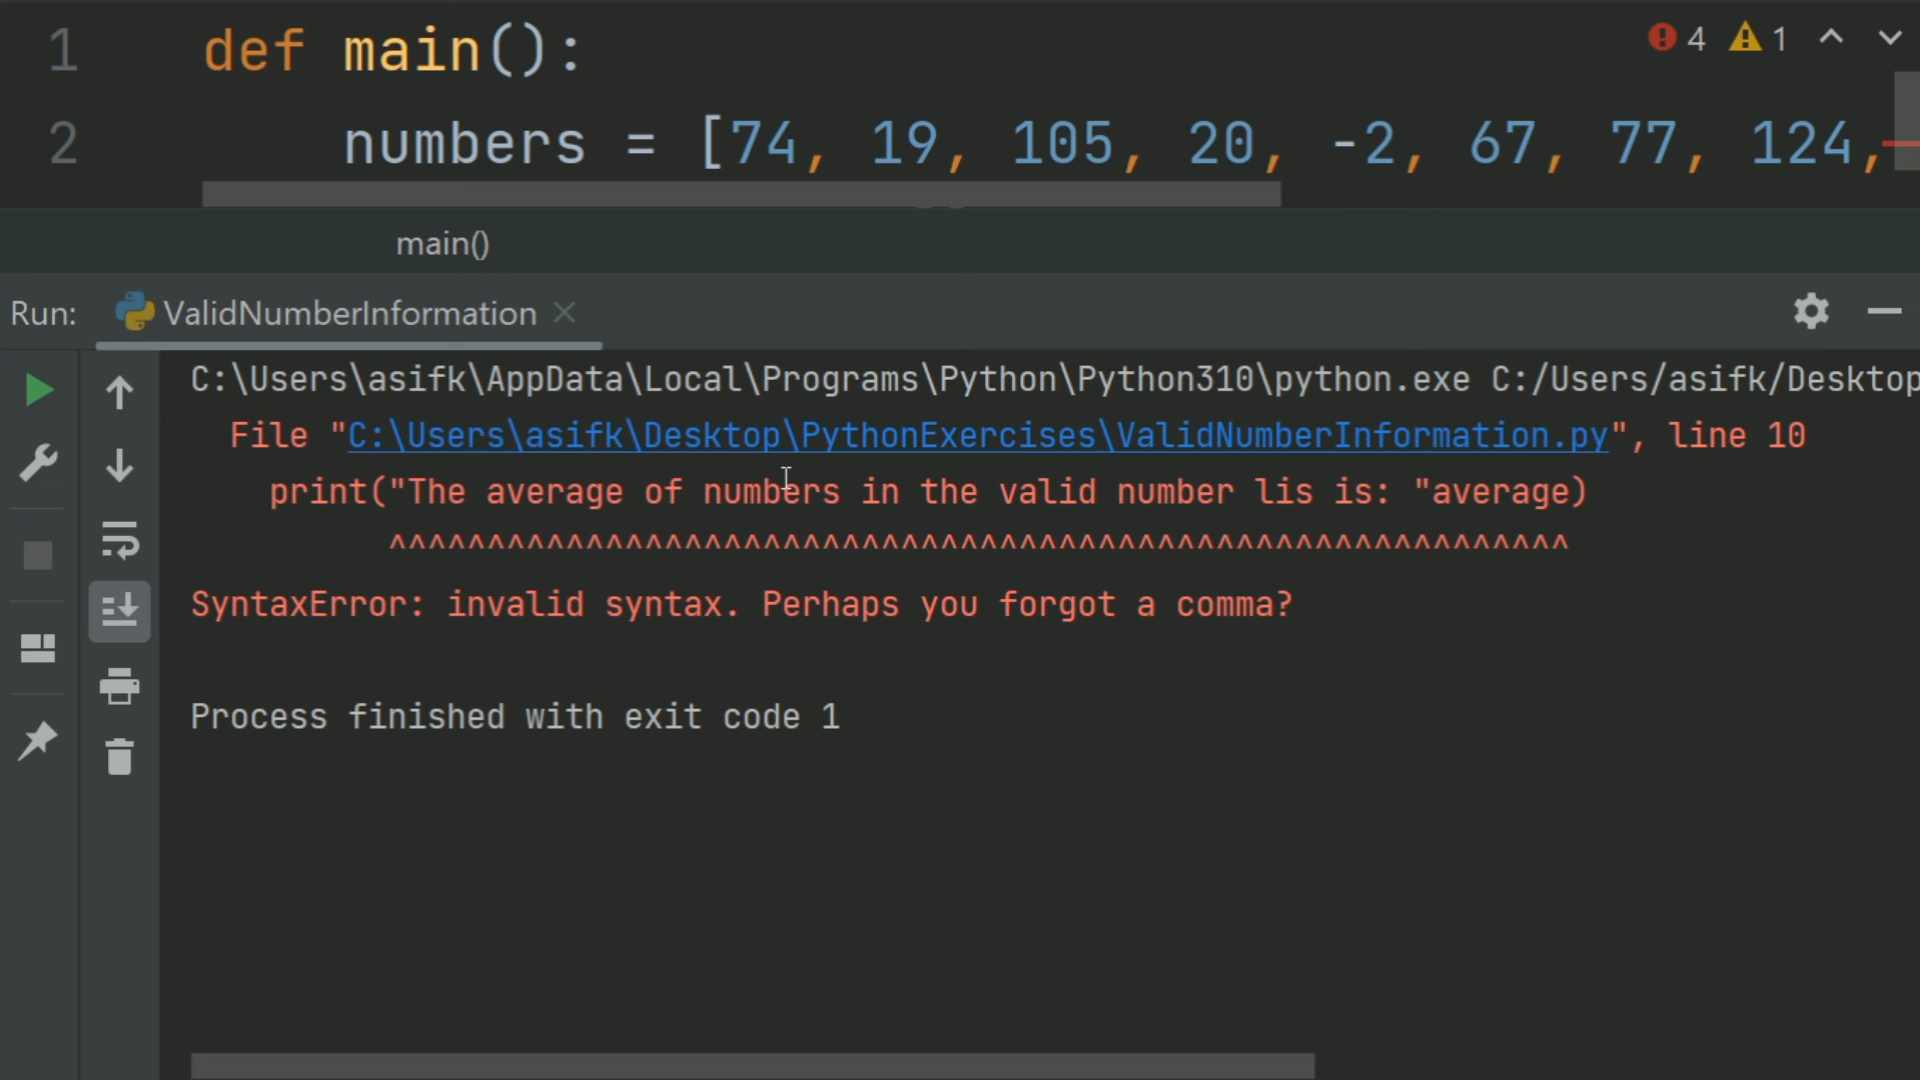 1 def main():
4 1
2 numbers = [74, 19, 105, 20, -2, 67, 77, 124,
main()
Run: ValidNumberInformation
C:\Users\asifk\AppData\Local\Programs\Python\Python310\python.exe C:/Users/asifk/Desktop
File "C:\Users\asifk\Desktop\PythonExercises\ValidNumberInformation.py", line 10
print("The average of numbers in the valid number lis is: "average)
^^^^^^^^^^^^^^^^^^^^^^^^^^^^^^^^^^^^^^^^^^^^^^^^^^^^^^^^^^^^
SyntaxError: invalid syntax. Perhaps you forgot a comma?
Process finished with exit code 1